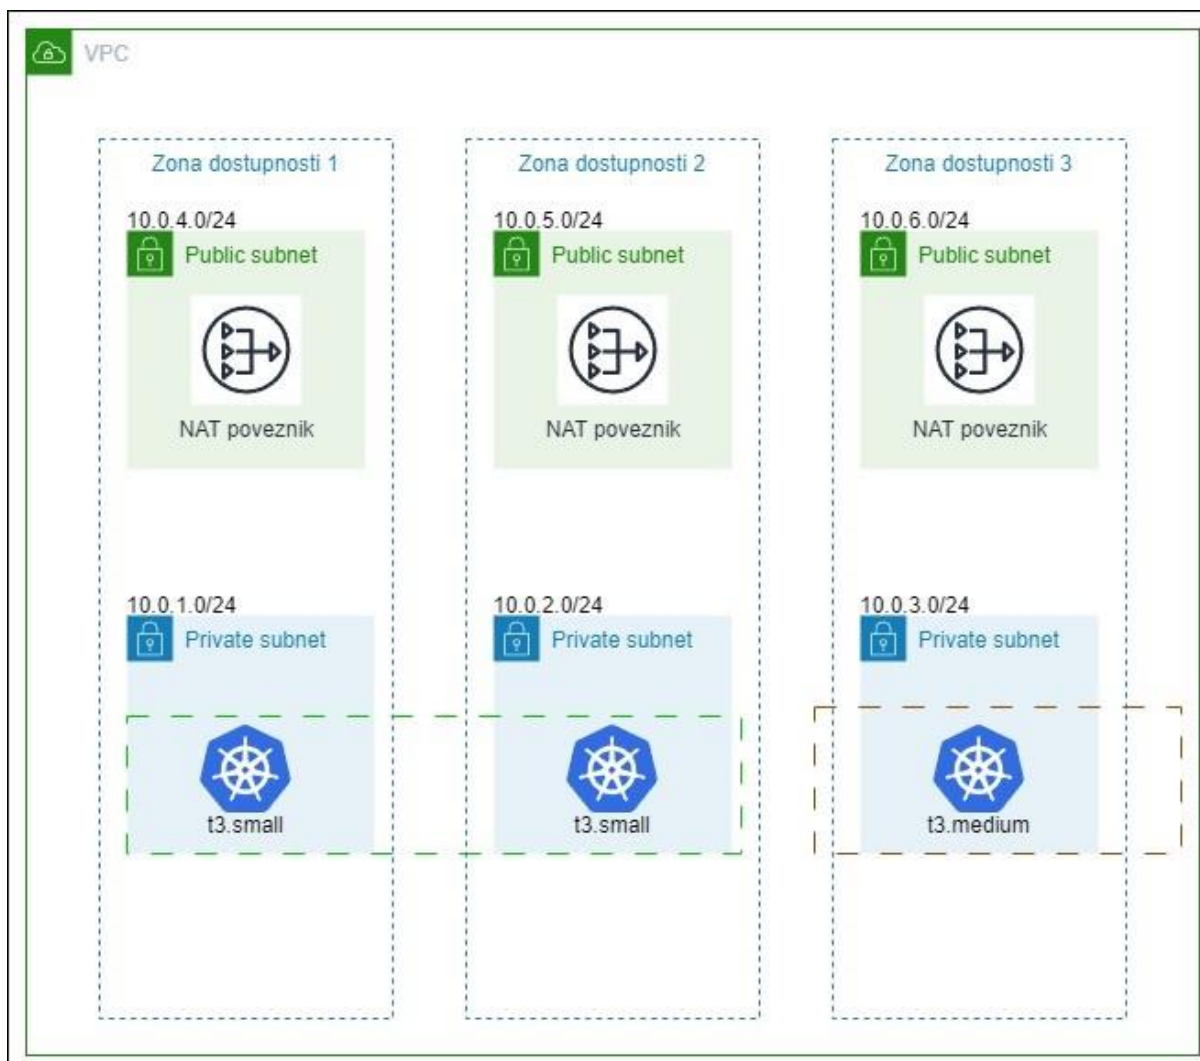 VPC
Zona dostupnosti 1
Zona dostupnosti 2
Zona dostupnosti 3
10.0.4.0/24
10.0.5.0/24
10.0.6.0/24
Public subnet
Public subnet
Public subnet
NAT poveznik
NAT poveznik
NAT poveznik
10.0.1.0/24
10.0.2.0/24
10.0.3.0/24
Private subnet
Private subnet
Private subnet
t3.small
t3.small
t3.medium